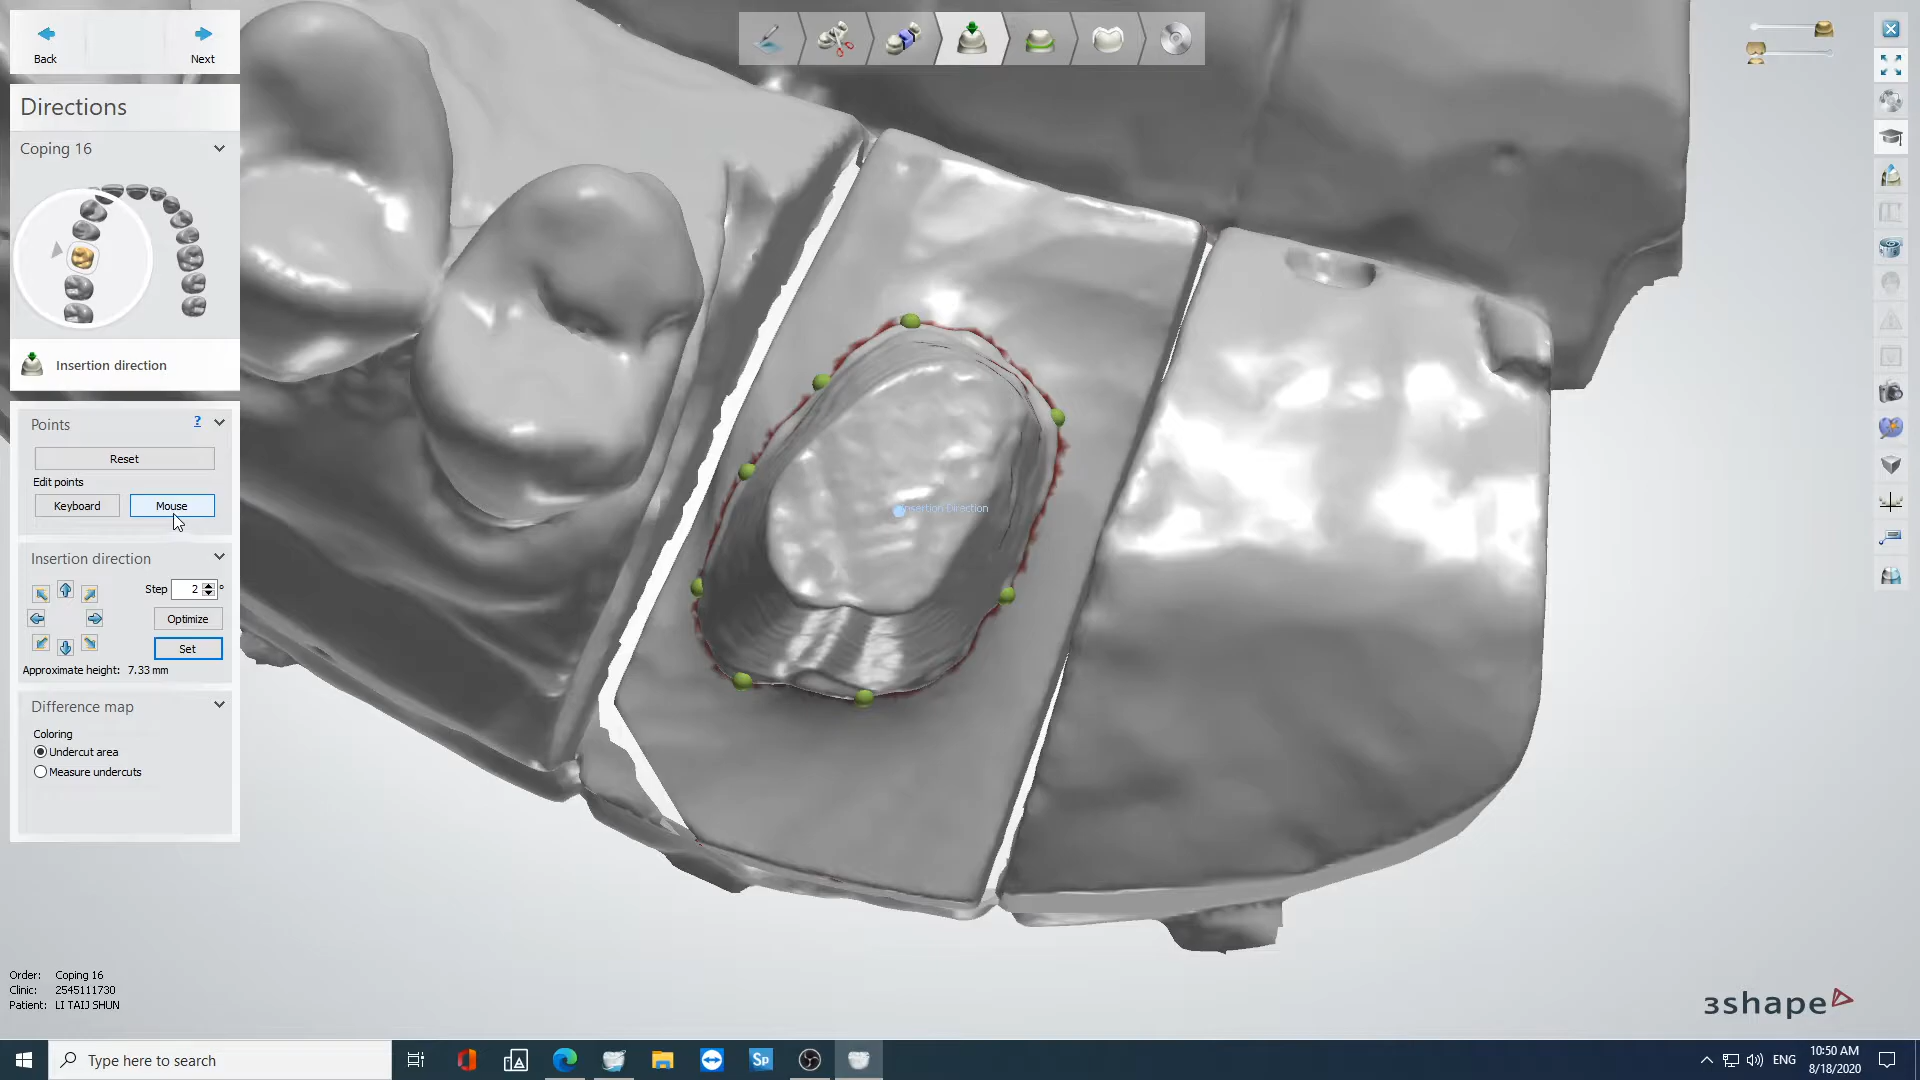 Back
Next
Directions
Coping 16
Insertion direction
Points
?
Reset
Edit points
Keyboard
Mouse
Insertion direction
Step
2
°
Optimize
Set
Approximate height: 7.33 mm
Difference map
Coloring
Undercut area
Measure undercuts
Insertion Direction
Order: Coping 16
Clinic: 2545111730
Patient: LI TAIJ SHUN
3shape
Type here to search
Sp
ENG
10:50 AM
8/18/2020